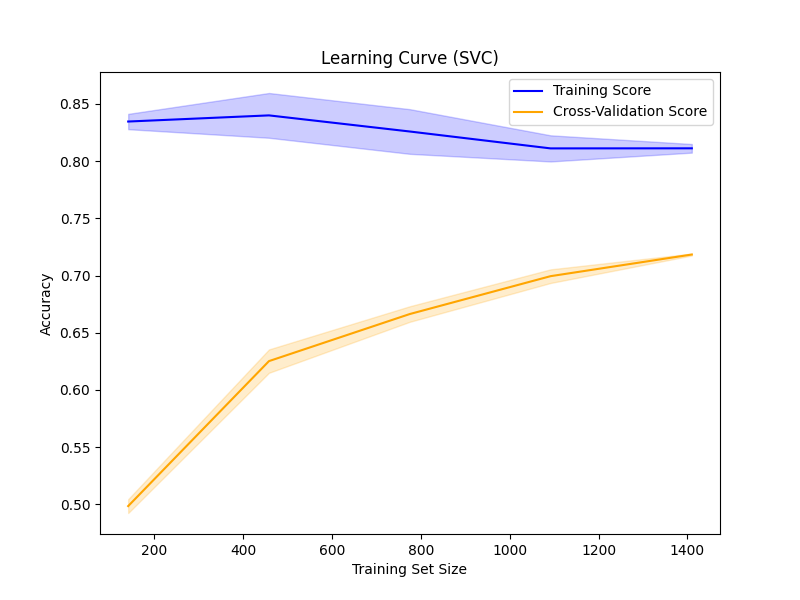 Learning Curve (SVC)
Training Score
Cross-Validation Score
0.85
0.80
0.75
0.70
0.65
0.60
0.55
0.50
Accuracy
200 400 600 800 1000 1200 1400
Training Set Size